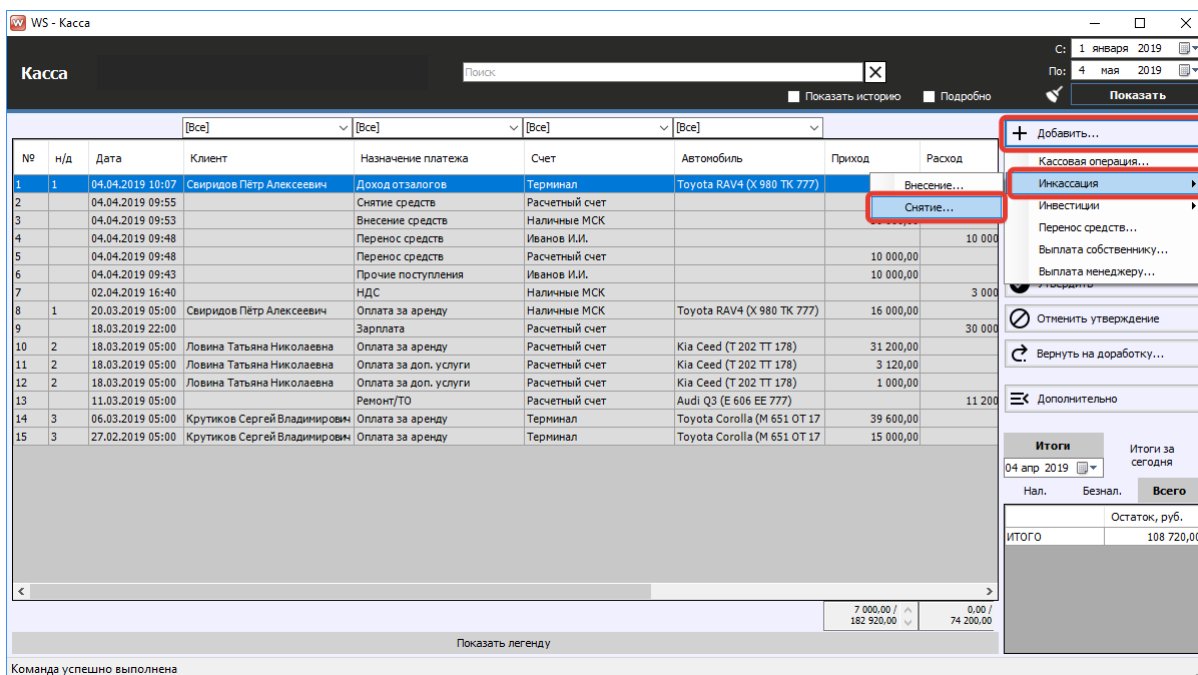 WS - Касса
Касса
Поиск
С: 1 января 2019
По: 4 мая 2019
Показать историю Подробно Показать
[Все] [Все] [Все] [Все]
№ н/д Дата Клиент Назначение платежа Счет Автомобиль Приход Расход
1 1 04.04.2019 10:07 Свиридов Пётр Алексеевич Доход от залогов Терминал Toyota RAV4 (X 980 TK 777)
2 04.04.2019 09:55 Снятие средств Расчетный счет
3 04.04.2019 09:53 Внесение средств Наличные МСК
4 04.04.2019 09:48 Перенос средств Иванов И.И. 10 000
5 04.04.2019 09:48 Перенос средств Расчетный счет 10 000,00
6 04.04.2019 09:43 Прочие поступления Иванов И.И. 10 000,00
7 02.04.2019 16:40 НДС Наличные МСК 3 000
8 1 20.03.2019 05:00 Свиридов Пётр Алексеевич Оплата за аренду Наличные МСК Toyota RAV4 (X 980 TK 777) 16 000,00
9 18.03.2019 22:00 Зарплата Расчетный счет 30 000
10 2 18.03.2019 05:00 Ловина Татьяна Николаевна Оплата за аренду Расчетный счет Kia Ceed (T 202 TT 178) 31 200,00
11 2 18.03.2019 05:00 Ловина Татьяна Николаевна Оплата за доп. услуги Расчетный счет Kia Ceed (T 202 TT 178) 3 120,00
12 2 18.03.2019 05:00 Ловина Татьяна Николаевна Оплата за доп. услуги Расчетный счет Kia Ceed (T 202 TT 178) 1 000,00
13 11.03.2019 05:00 Ремонт/ТО Расчетный счет Audi Q3 (E 606 EE 777) 11 200
14 3 06.03.2019 05:00 Крутиков Сергей Владимирович Оплата за аренду Терминал Toyota Corolla (M 651 OT 17 39 600,00
15 3 27.02.2019 05:00 Крутиков Сергей Владимирович Оплата за аренду Терминал Toyota Corolla (M 651 OT 17 15 000,00
Внесение...
Снятие...
Добавить...
Кассовая операция...
Инкассация
Инвестиции
Перенос средств...
Выплата собственнику...
Выплата менеджеру...
Утвердить
Отменить утверждение
Вернуть на доработку...
Дополнительно
Итоги Итоги за
сегодня
04 апр 2019
Нал. Безнал. Всего
Остаток, руб.
ИТОГО 108 720,00
7 000,00 / 0,00 /
182 920,00 74 200,00
Показать легенду
Команда успешно выполнена